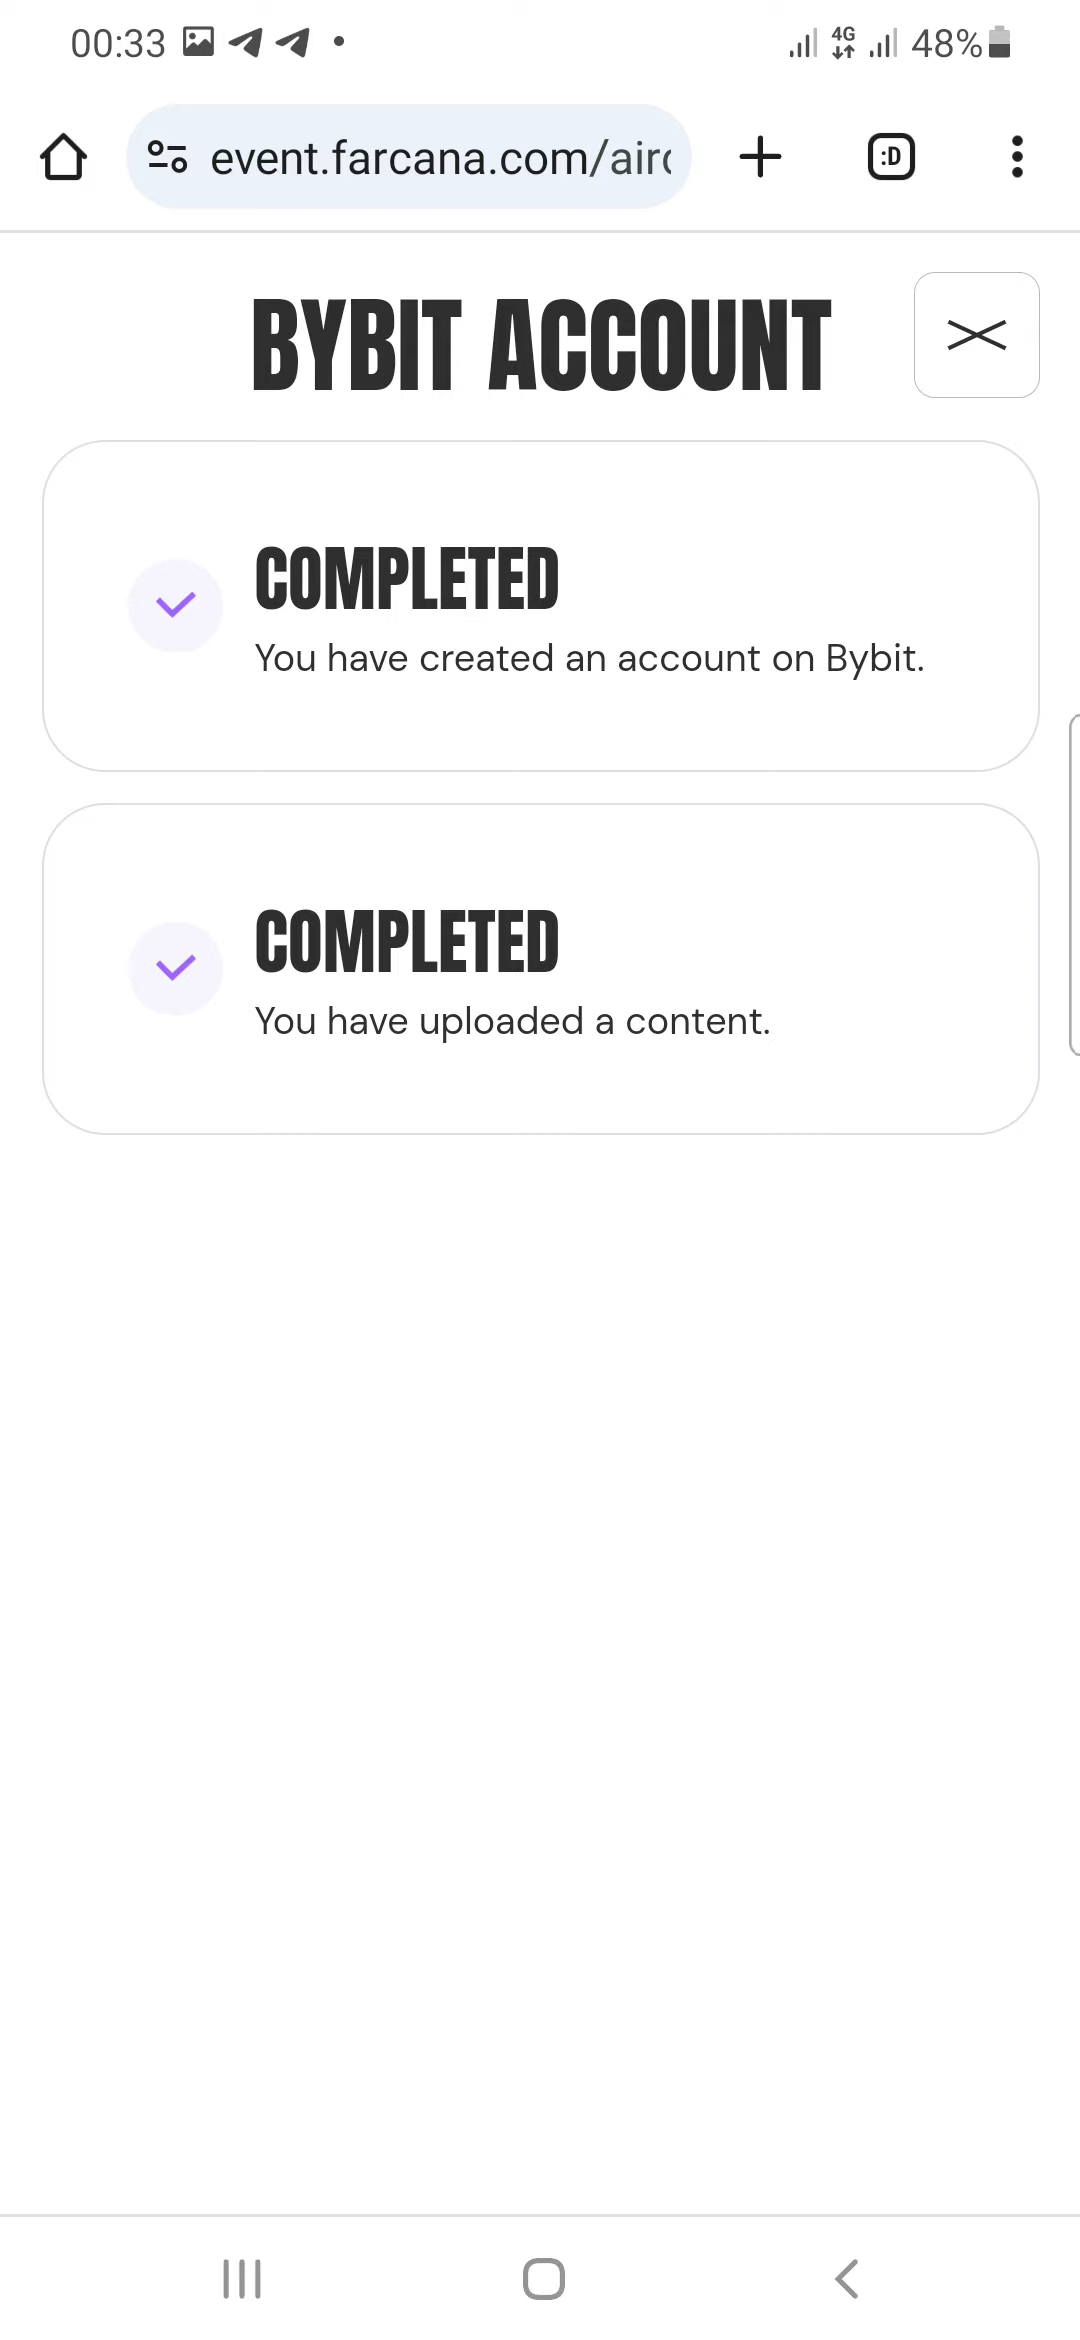 00:33
4G
48%
event.farcana.com/airc
:D
BYBIT ACCOUNT
COMPLETED
You have created an account on Bybit.
COMPLETED
You have uploaded a content.